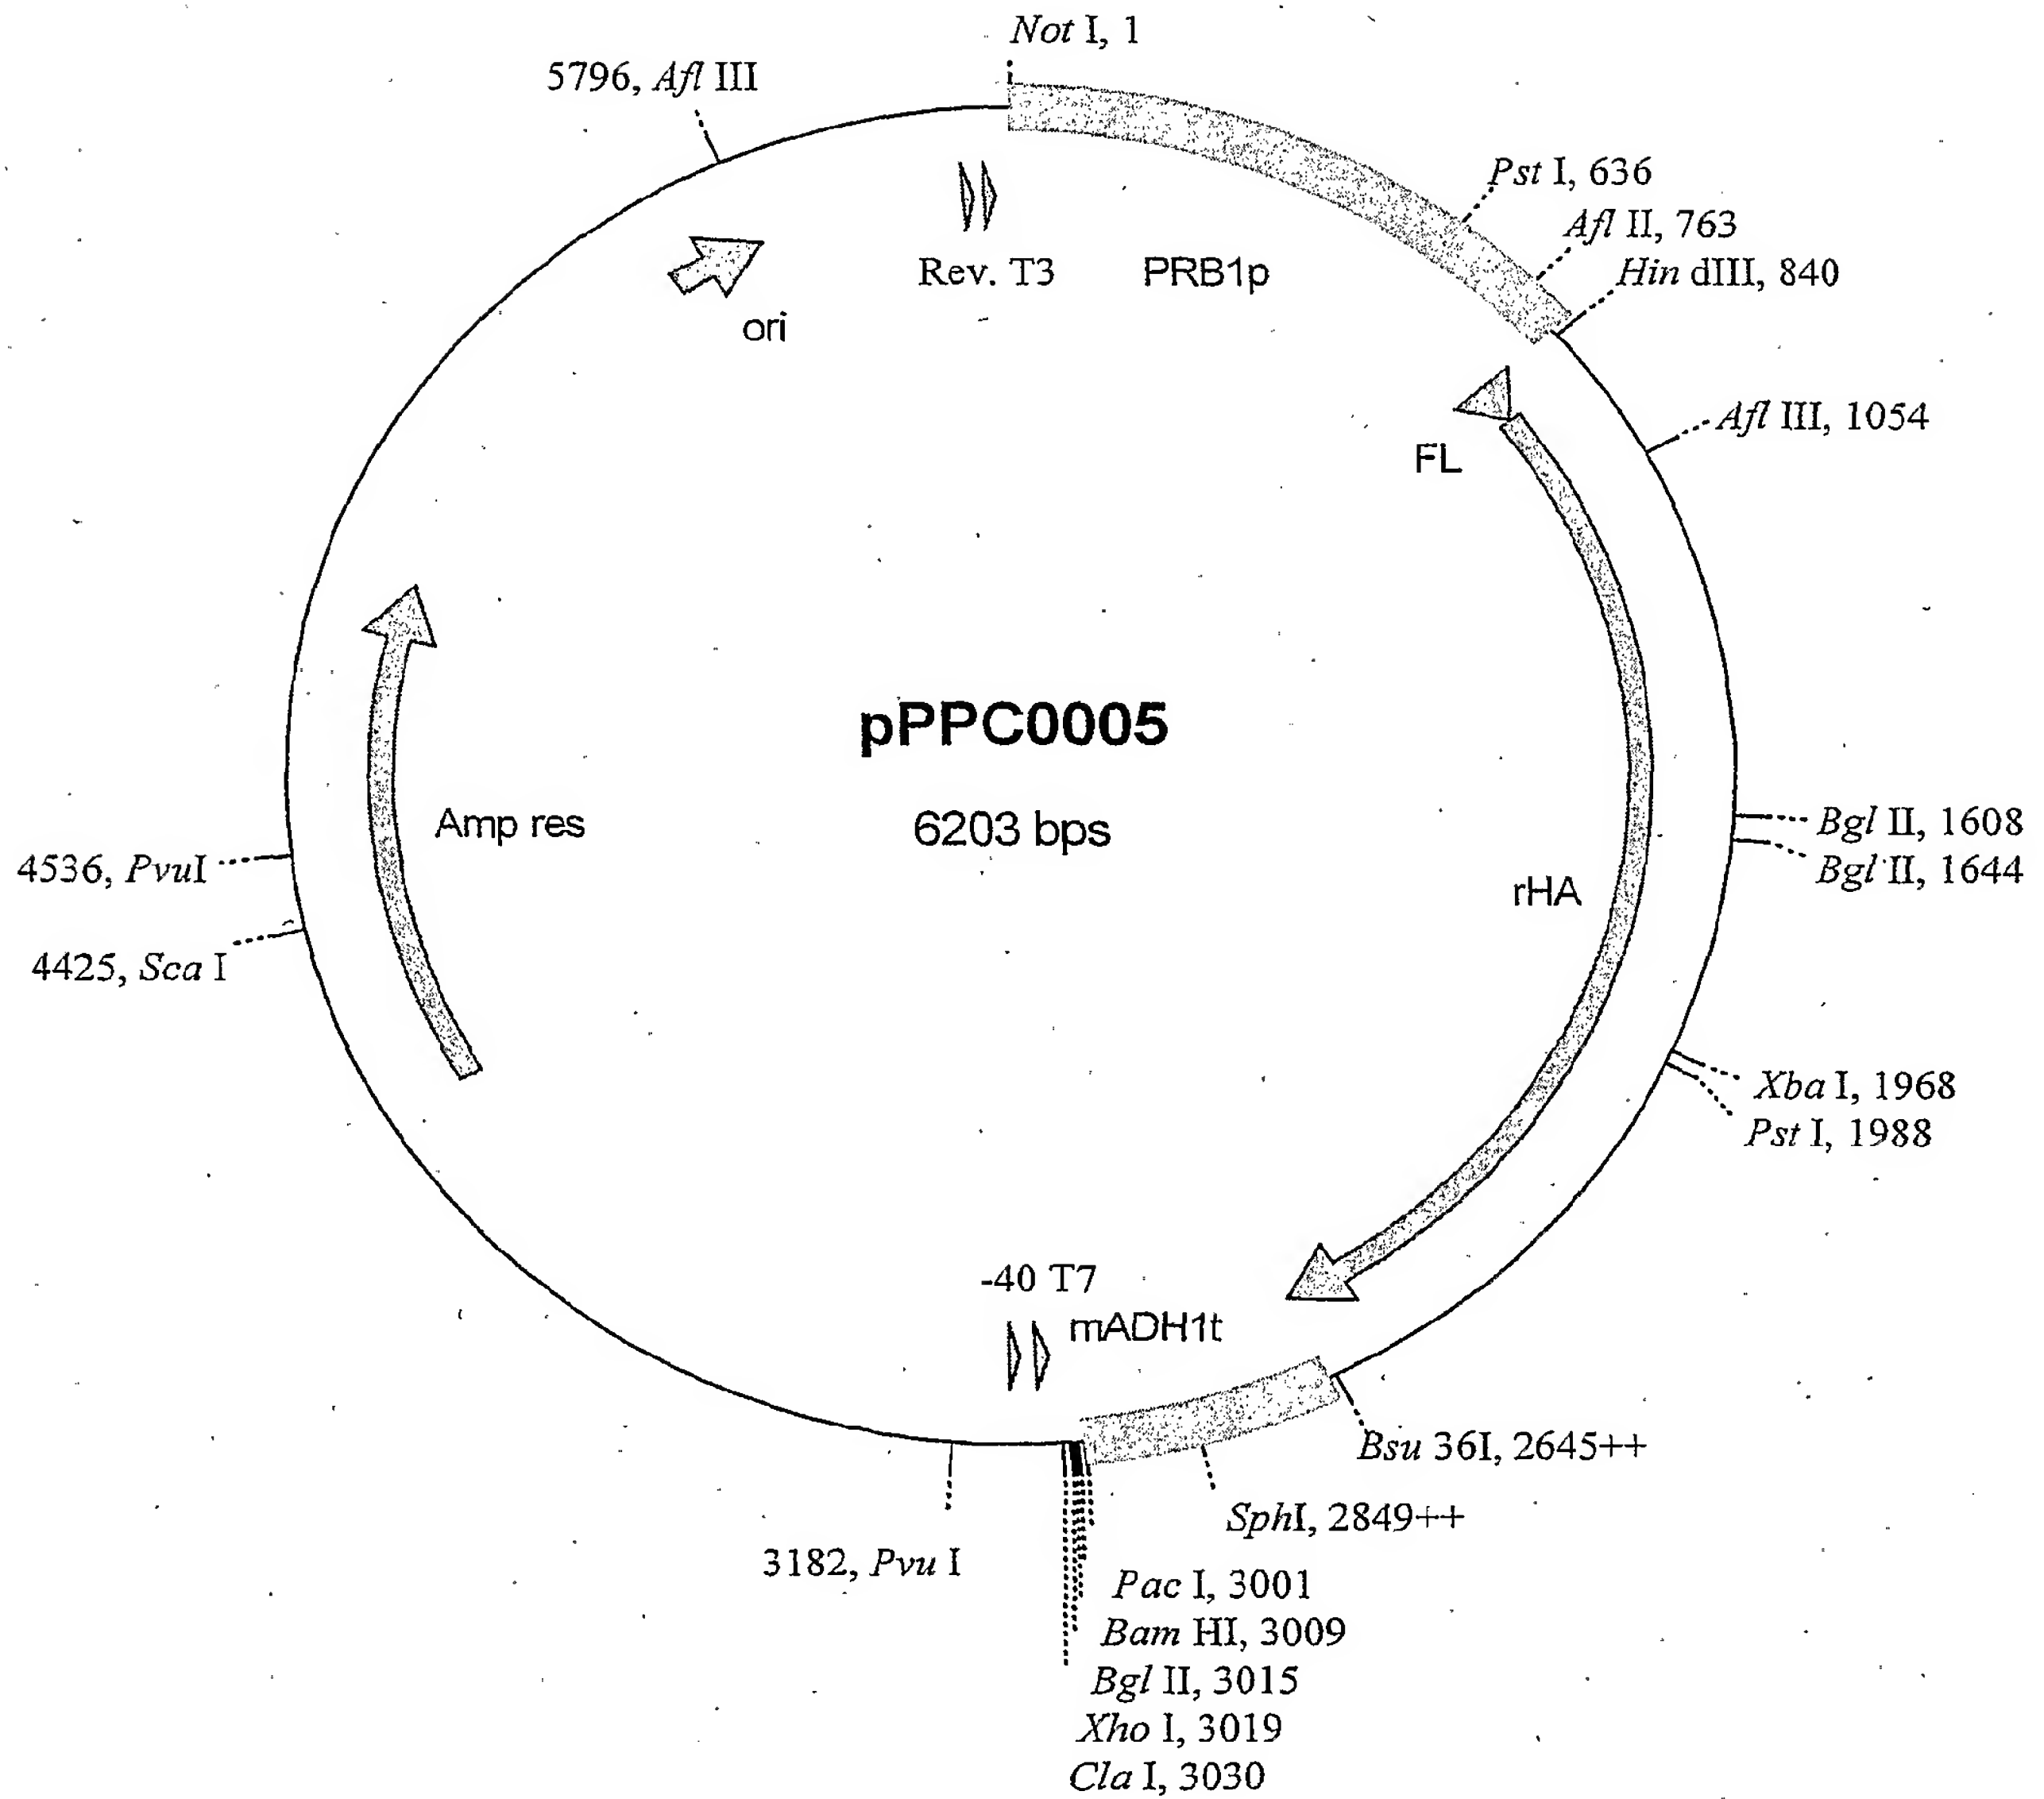 Not I, 1
5796, Afl III
Pst I, 636
Afl II, 763
Hin dIII, 840
Rev. T3
PRB1p
ori
Afl III, 1054
FL
pPPC0005
6203 bps
Amp res
Bgl II, 1608
Bgl II, 1644
4536, PvuI
rHA
4425, Sca I
Xba I, 1968
Pst I, 1988
-40 T7
mADH1t
Bsu 36I, 2645++
SphI, 2849++
3182, Pvu I
Pac I, 3001
Bam HI, 3009
Bgl II, 3015
Xho I, 3019
Cla I, 3030